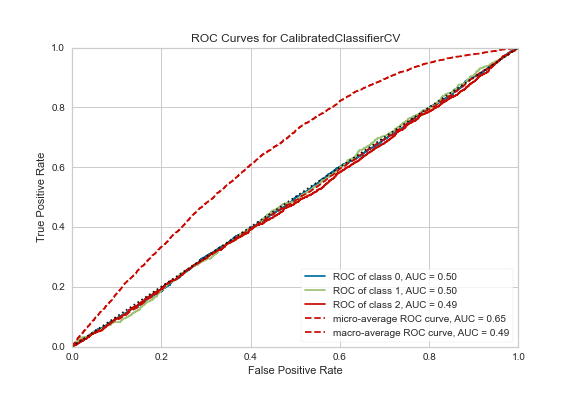 ROC Curves for CalibratedClassifierCV
1.0
0.8
0.6
0.4
0.2
0.0
True Positive Rate
ROC of class 0, AUC = 0.50
ROC of class 1, AUC = 0.50
ROC of class 2, AUC = 0.49
micro-average ROC curve, AUC = 0.65
macro-average ROC curve, AUC = 0.49
0.0 0.2 0.4 0.6 0.8 1.0
False Positive Rate